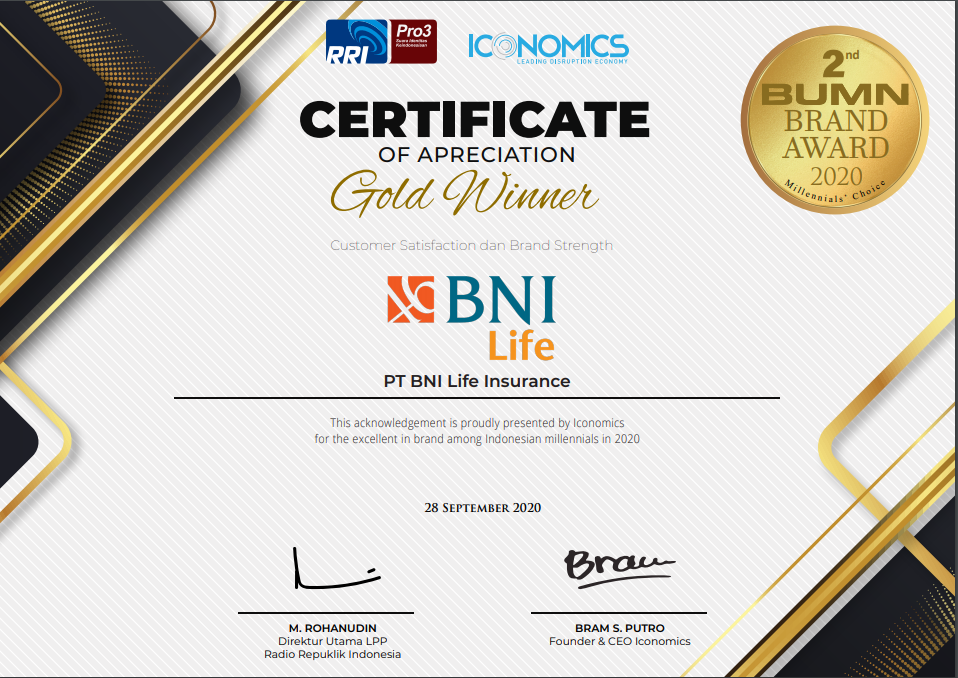 RRI
Pro3
Suara Identitas
Keindonesiaan
ICONOMICS
LEADING DISRUPTION ECONOMY
2nd
BUMN
BRAND
AWARD
2020
Millennials' Choice
CERTIFICATE
OF APRECIATION
Gold Winner
Customer Satisfaction dan Brand Strength
BNI
Life
PT BNI Life Insurance
This acknowledgement is proudly presented by Iconomics
for the excellent in brand among Indonesian millennials in 2020
28 SEPTEMBER 2020
Bram
M. ROHANUDIN
Direktur Utama LPP
Radio Repuklik Indonesia
BRAM S. PUTRO
Founder & CEO Iconomics